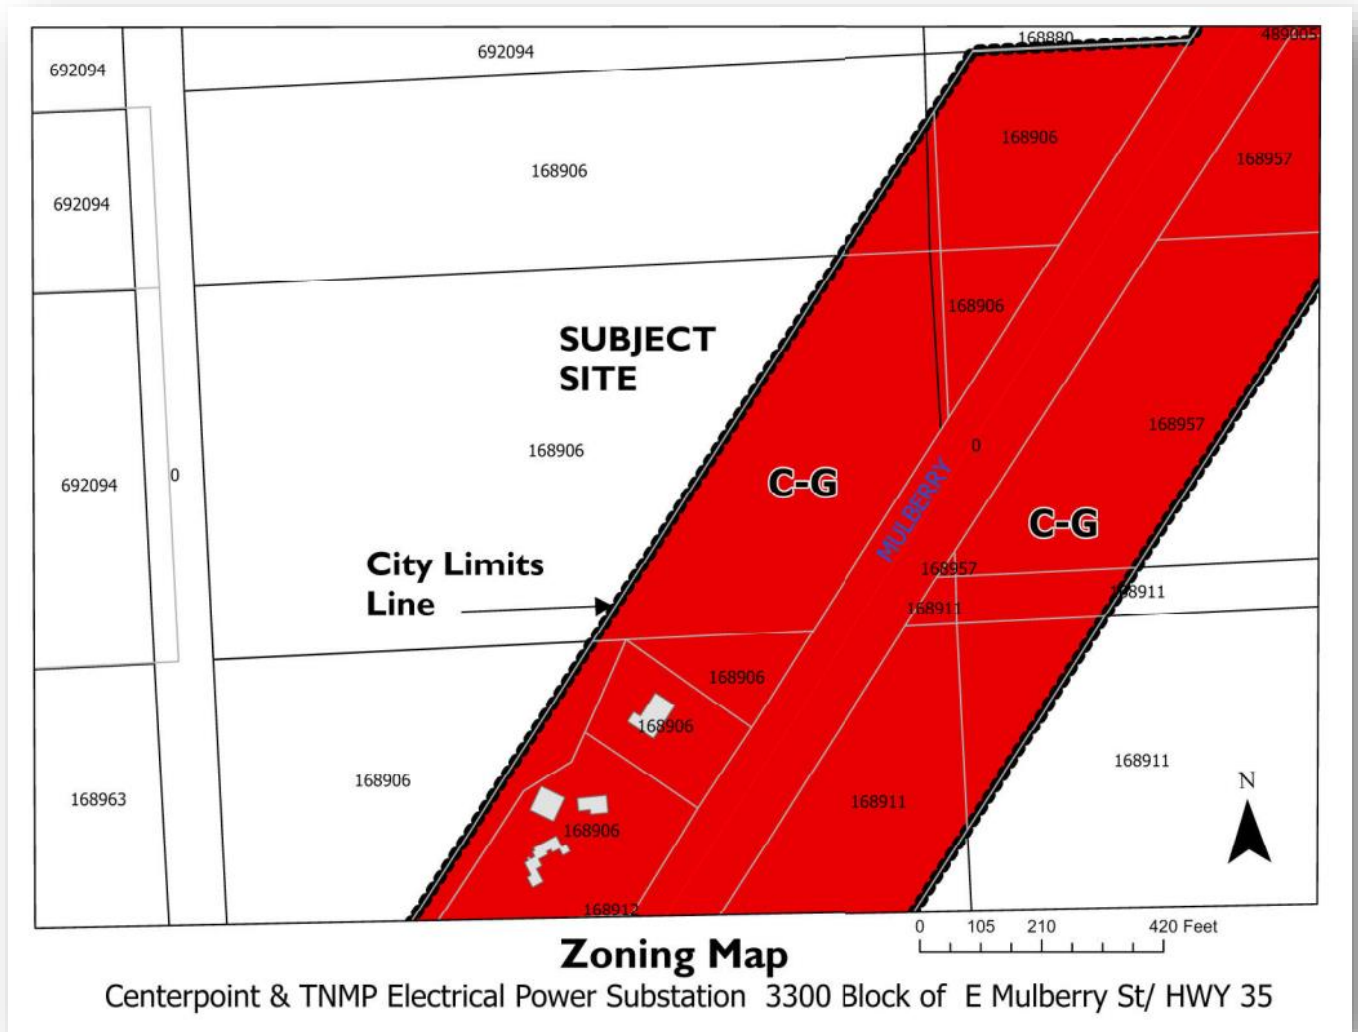 168880
489005
692094
692094
168906
168906
168957
692094
168906
SUBJECT
SITE
168957
168906
C-G
0
MULBERRY
0
692094
C-G
City Limits
Line
168957
168911
168911
168906
168906
168911
168906
168963
168911
168906
168912
N
0 105 210 420 Feet
Zoning Map
Centerpoint & TNMP Electrical Power Substation 3300 Block of E Mulberry St/ HWY 35